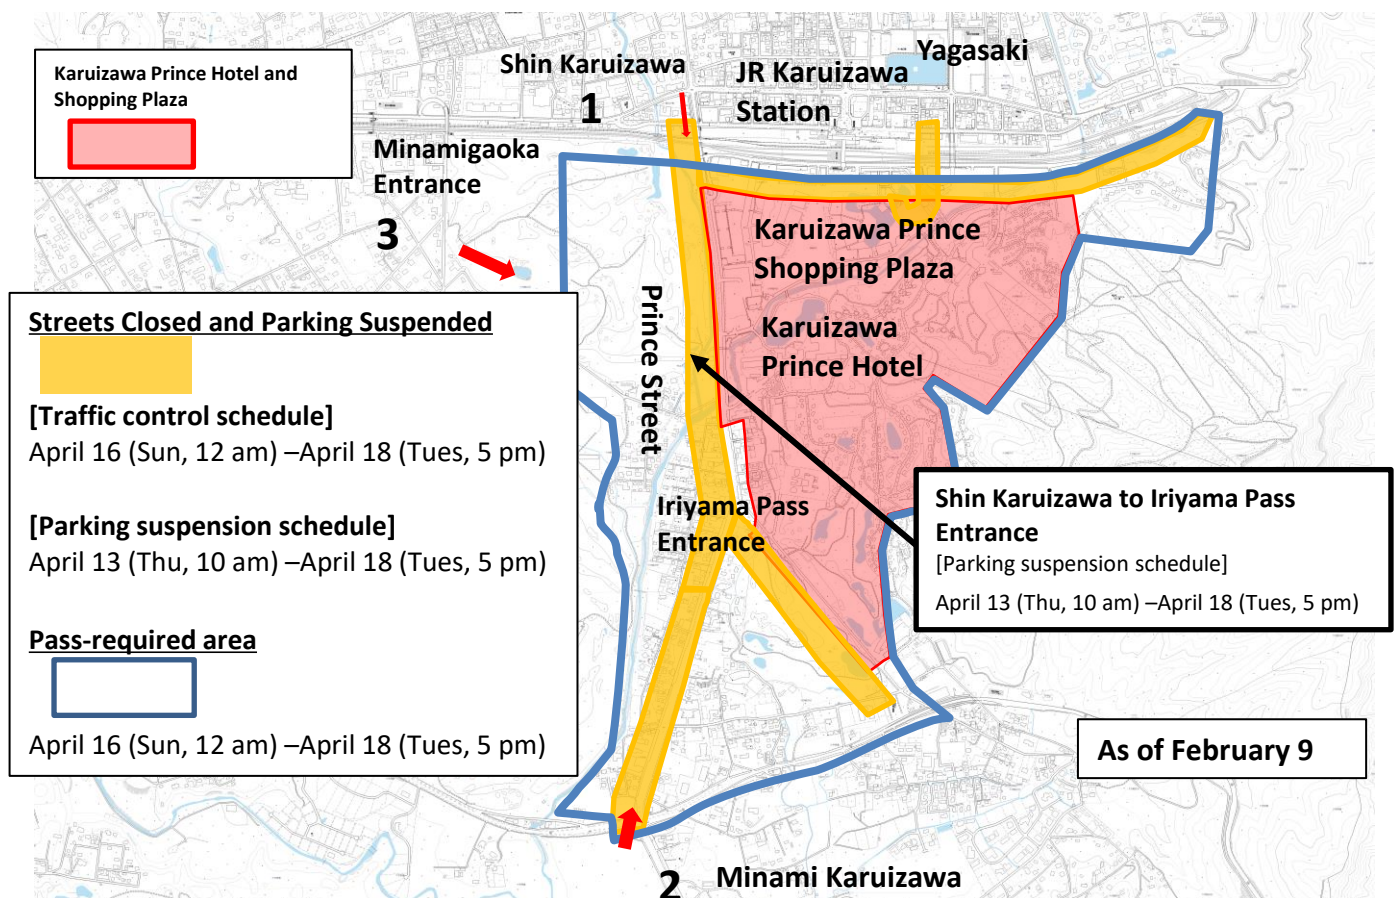 Karuizawa Prince Hotel and
Shopping Plaza
Shin Karuizawa
1
JR Karuizawa
Station
Yagasaki
Minamigaoka
Entrance
3
Karuizawa Prince
Shopping Plaza
Karuizawa
Prince Hotel
Prince Street
Iriyama Pass
Entrance
Streets Closed and Parking Suspended
[Traffic control schedule]
April 16 (Sun, 12 am) –April 18 (Tues, 5 pm)
[Parking suspension schedule]
April 13 (Thu, 10 am) –April 18 (Tues, 5 pm)
Pass-required area
April 16 (Sun, 12 am) –April 18 (Tues, 5 pm)
Shin Karuizawa to Iriyama Pass
Entrance
[Parking suspension schedule]
April 13 (Thu, 10 am) –April 18 (Tues, 5 pm)
As of February 9
2
Minami Karuizawa